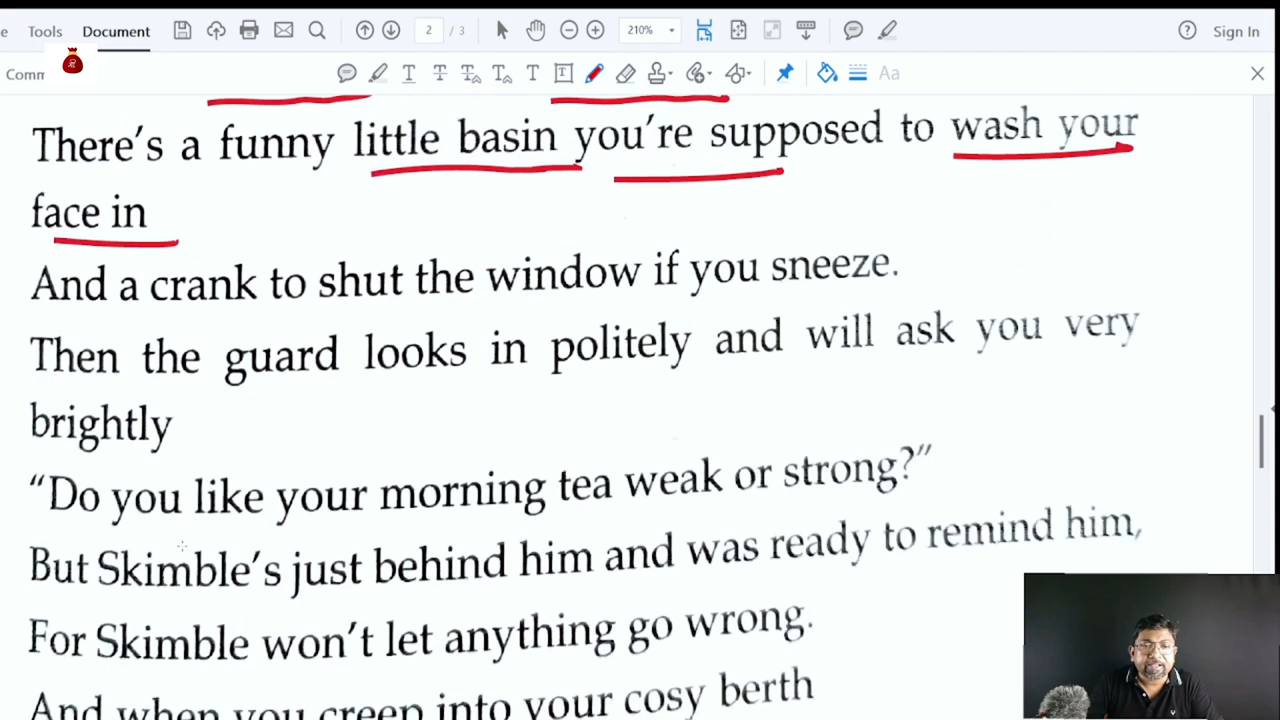 Tools Document 2 / 3 210% Sign In
Comm Aa
There's a funny little basin you're supposed to wash your
face in
And a crank to shut the window if you sneeze.
Then the guard looks in politely and will ask you very
brightly
"Do you like your morning tea weak or strong?"
But Skimble's just behind him and was ready to remind him,
For Skimble won't let anything go wrong.
And when you creep into your cosy berth